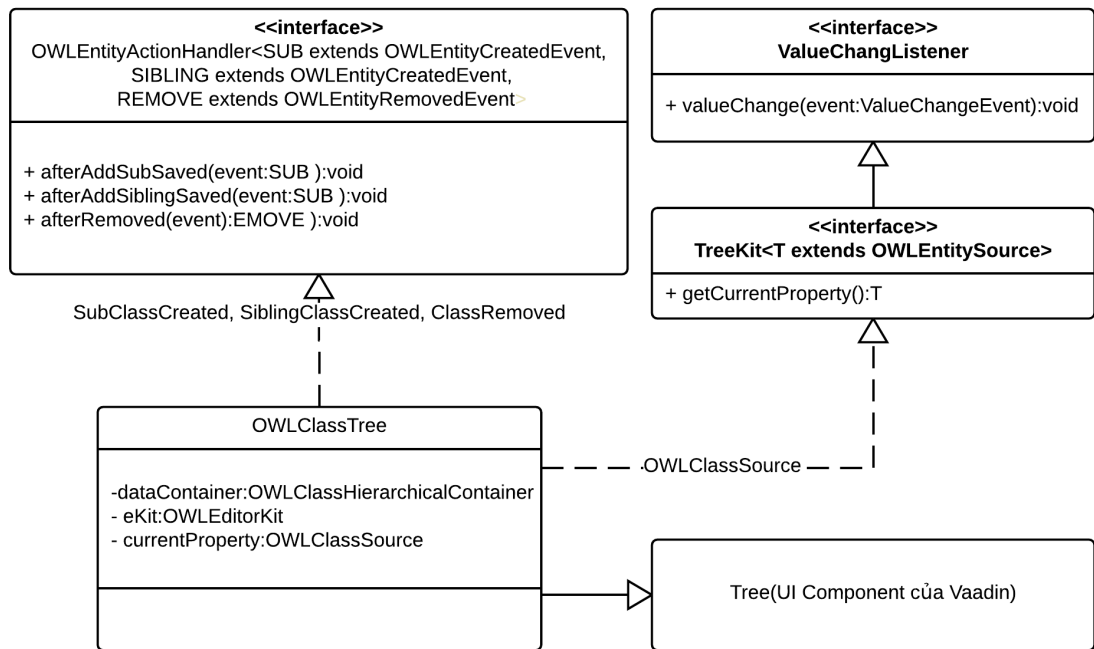 <<interface>>
OWLEntityActionHandler<SUB extends OWLEntityCreatedEvent,
SIBLING extends OWLEntityCreatedEvent,
REMOVE extends OWLEntityRemovedEvent>
+ afterAddSubSaved(event:SUB ):void
+ afterAddSiblingSaved(event:SUB ):void
+ afterRemoved(event):EMOVE ):void
<<interface>>
ValueChangListener
+ valueChange(event:ValueChangeEvent):void
<<interface>>
TreeKit<T extends OWLEntitySource>
+ getCurrentProperty():T
SubClassCreated, SiblingClassCreated, ClassRemoved
OWLClassTree
-dataContainer:OWLClassHierarchicalContainer
- eKit:OWLEditorKit
- currentProperty:OWLClassSource
OWLClassSource
Tree(UI Component của Vaadin)